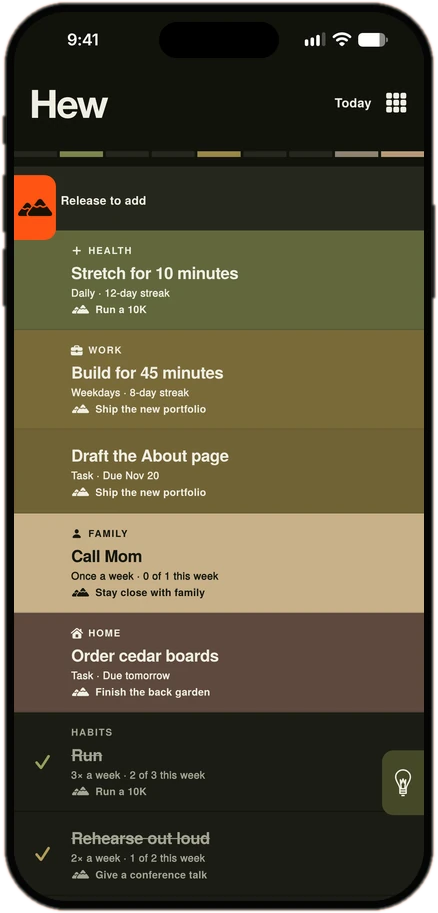 9:41
Hew
Today
Release to add
HEALTH
Stretch for 10 minutes
Daily · 12-day streak
Run a 10K
WORK
Build for 45 minutes
Weekdays · 8-day streak
Ship the new portfolio
Draft the About page
Task · Due Nov 20
Ship the new portfolio
FAMILY
Call Mom
Once a week · 0 of 1 this week
Stay close with family
HOME
Order cedar boards
Task · Due tomorrow
Finish the back garden
HABITS
Run
3× a week · 2 of 3 this week
Run a 10K
Rehearse out loud
2× a week · 1 of 2 this week
Give a conference talk